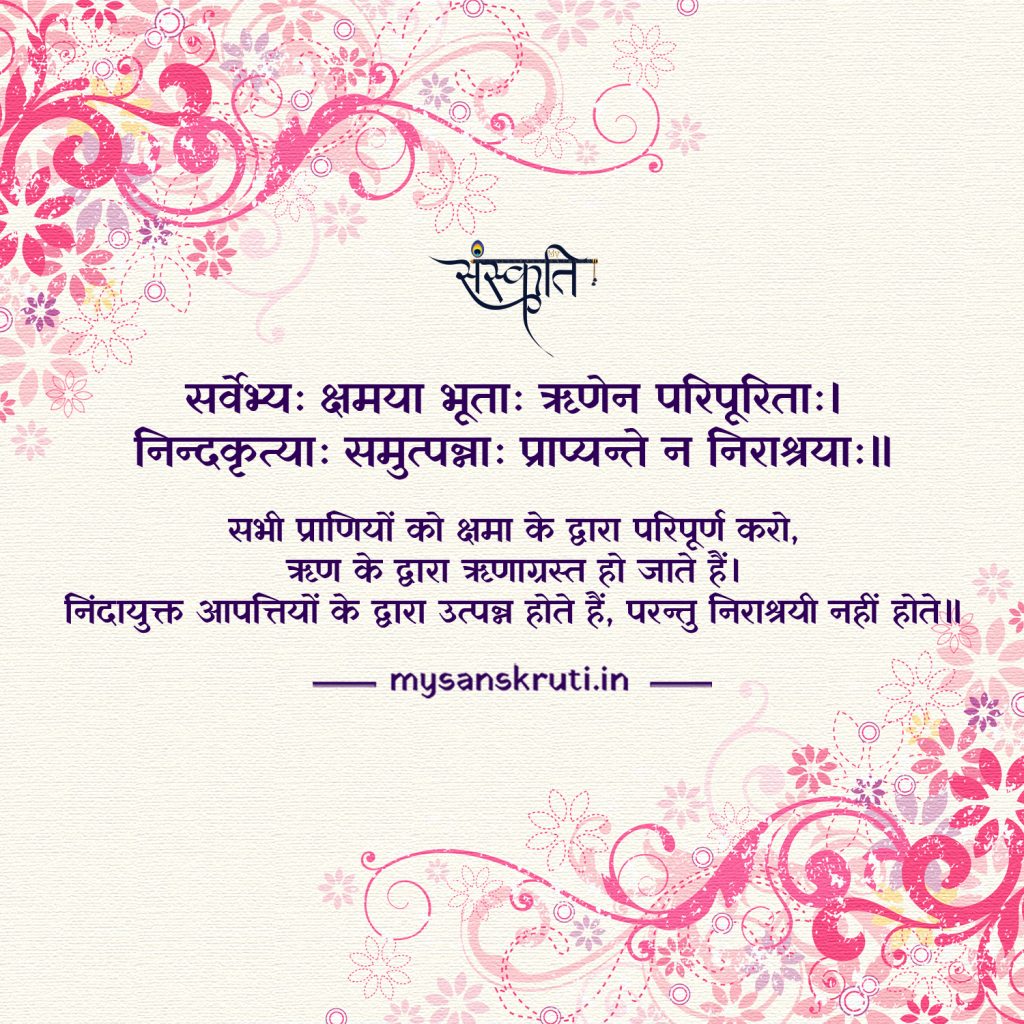 MY
संस्कृति
सर्वेभ्यः क्षमया भूताः ऋणेन परिपूरिताः।
निन्दकृत्याः समुत्पन्नाः प्राप्यन्ते न निराश्रयाः॥
सभी प्राणियों को क्षमा के द्वारा परिपूर्ण करो,
ऋण के द्वारा ऋणाग्रस्त हो जाते हैं।
निंदायुक्त आपत्तियों के द्वारा उत्पन्न होते हैं, परन्तु निराश्रयी नहीं होते॥
mysanskruti.in